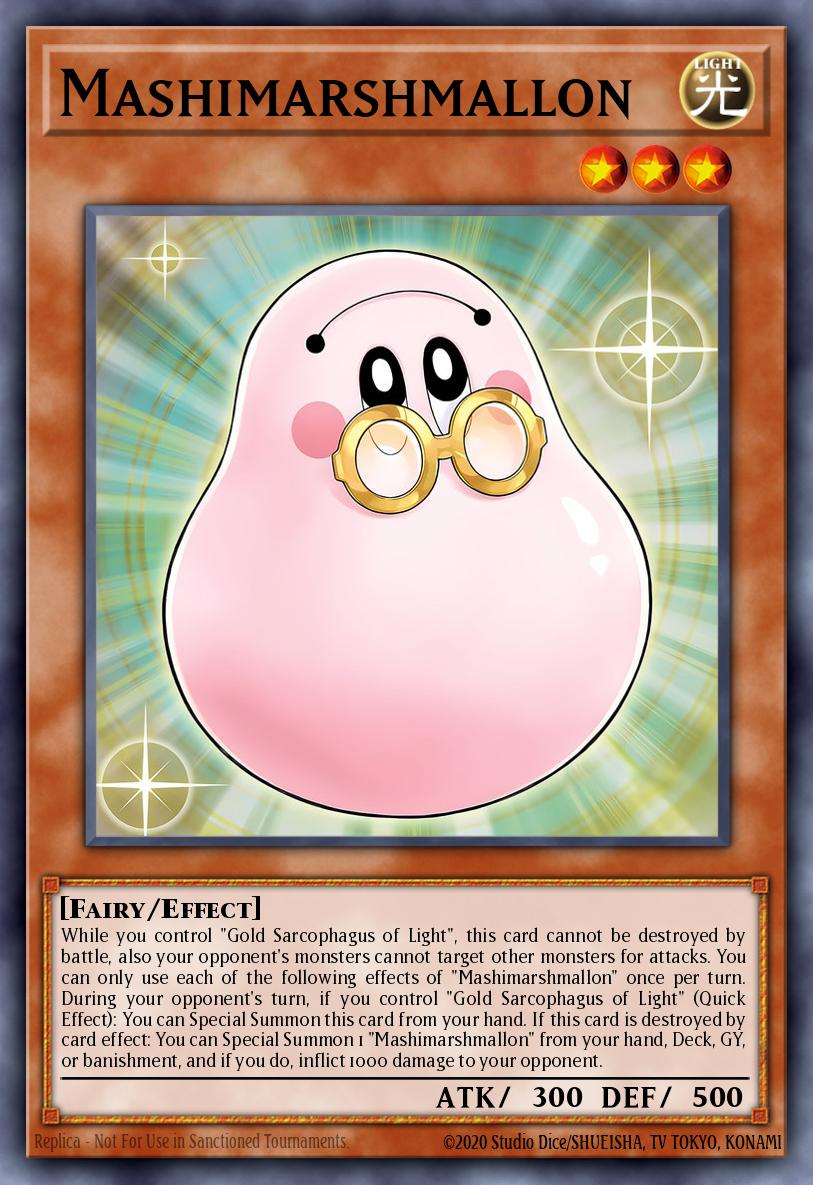 MASHIMARSHMALLON
LIGHT
光
[FAIRY/EFFECT]
While you control "Gold Sarcophagus of Light", this card cannot be destroyed by
battle, also your opponent's monsters cannot target other monsters for attacks. You
can only use each of the following effects of "Mashimarshmallon" once per turn.
During your opponent's turn, if you control "Gold Sarcophagus of Light" (Quick
Effect): You can Special Summon this card from your hand. If this card is destroyed by
card effect: You can Special Summon 1 "Mashimarshmallon" from your hand, Deck, GY,
or banishment, and if you do, inflict 1000 damage to your opponent.
ATK/ 300 DEF/ 500
Replica - Not For Use in Sanctioned Tournaments.
©2020 Studio Dice/SHUEISHA, TV TOKYO, KONAMI